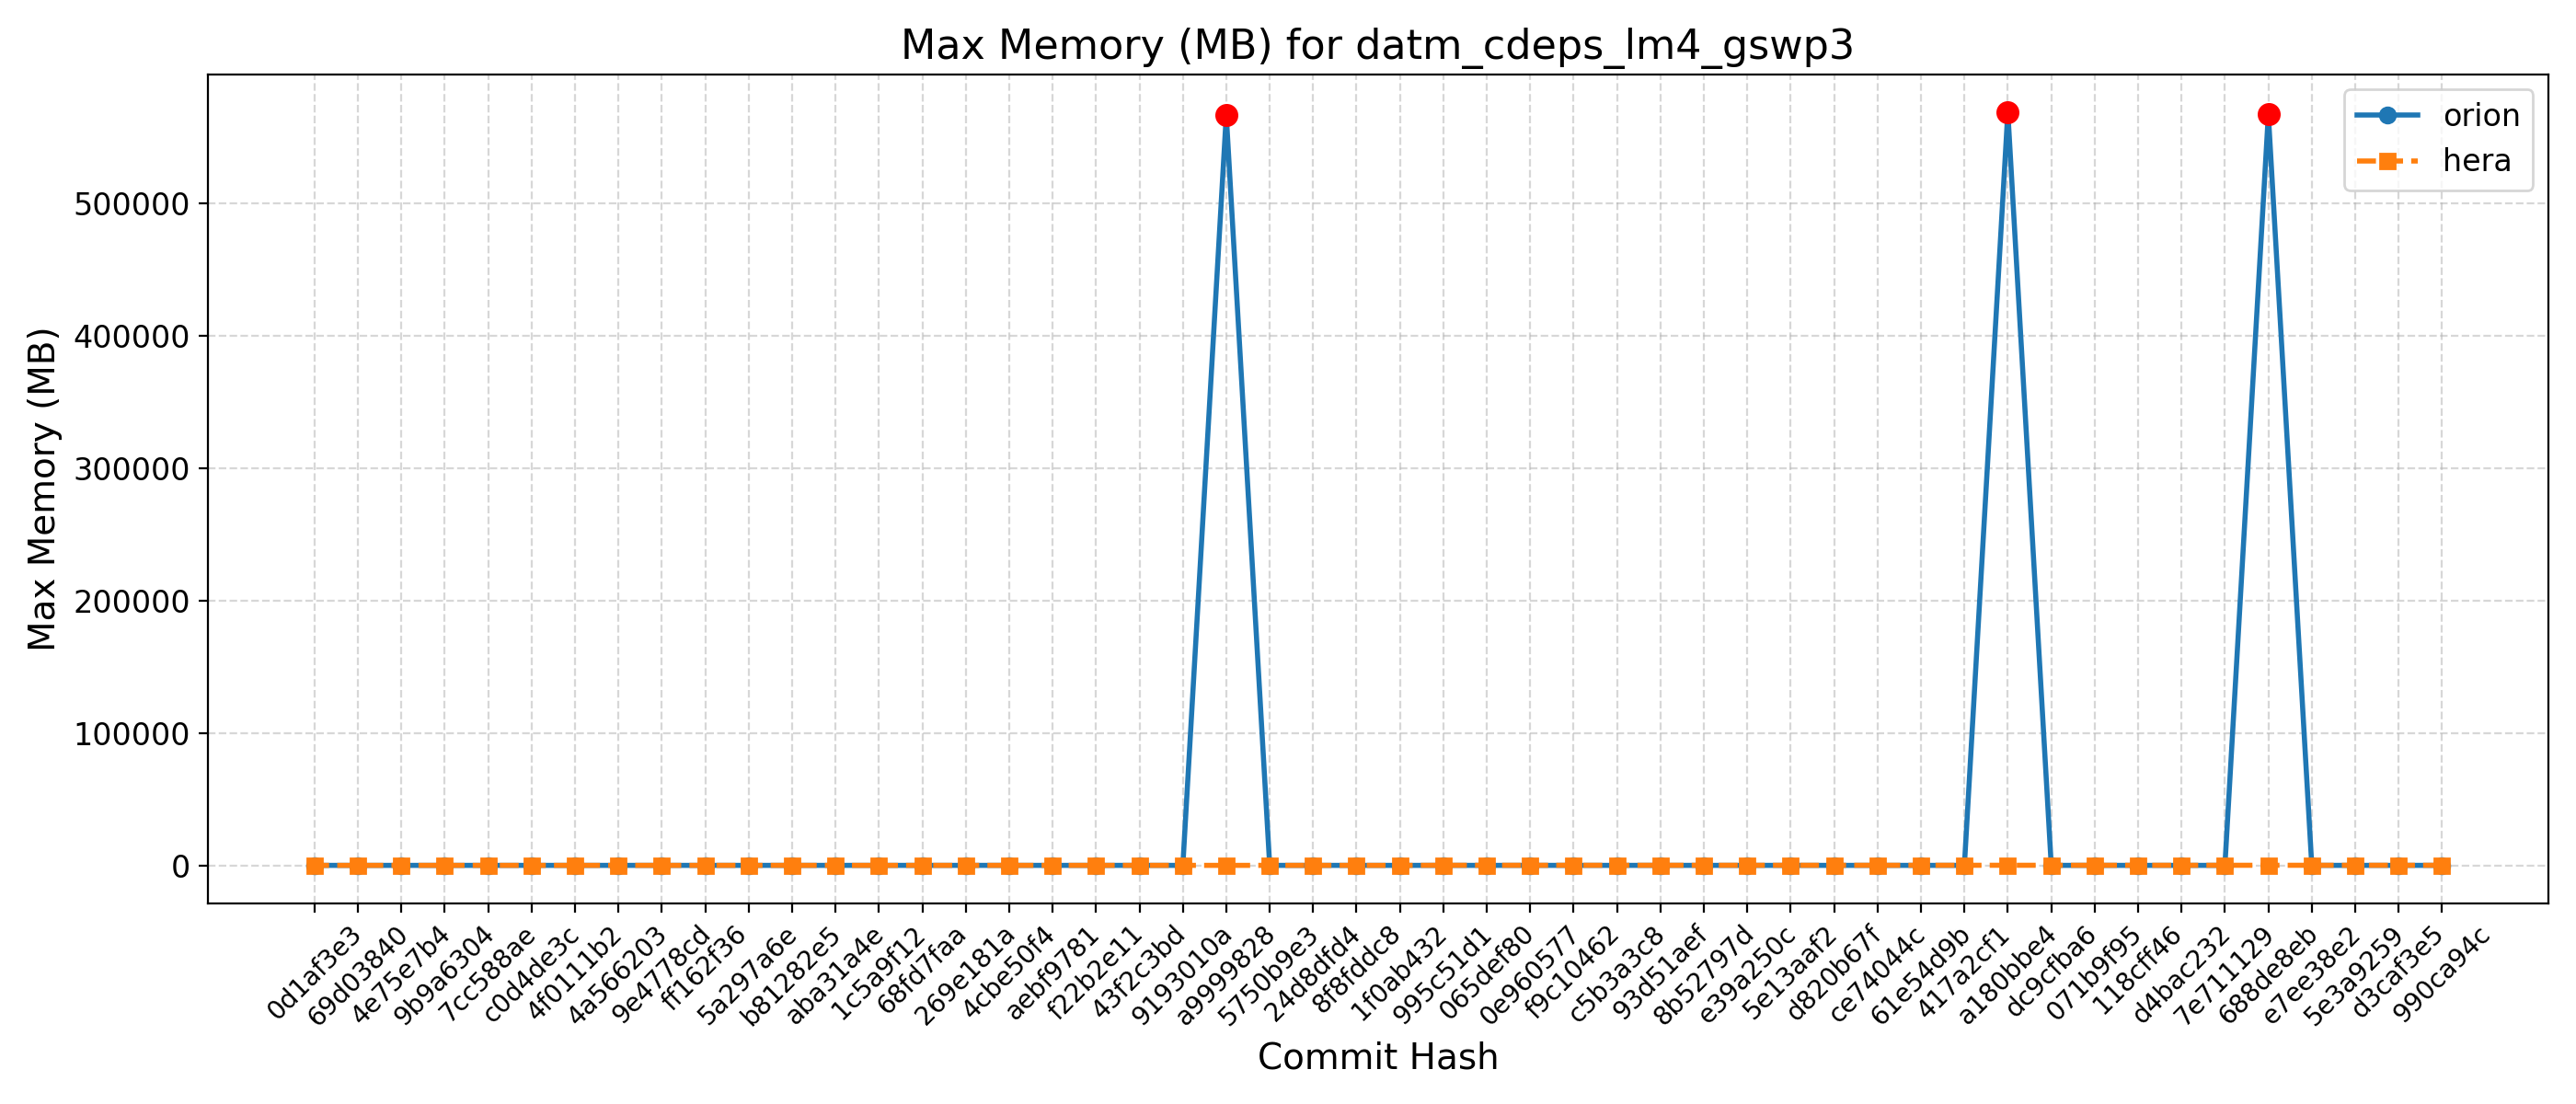 Max Memory (MB) for datm_cdeps_lm4_gswp3
orion
hera
Max Memory (MB)
500000
400000
300000
200000
100000
0
0d1af3e3
69d03840
4e75e7b4
9b9a6304
7cc588ae
c0d4de3c
4f0111b2
4a566203
9e4778cd
ff162f36
5a297a6e
b81282e5
aba31a4e
1c5a9f12
68fd7faa
269e181a
4cbe50f4
aebf9781
f22b2e11
43f2c3bd
9193010a
a9999828
5750b9e3
24d8dfd4
8f8fddc8
1f0ab432
995c51d1
065def80
0e960577
f9c10462
c5b3a3c8
93d51aef
8b52797d
e39a250c
5e13aaf2
d820b67f
ce74044c
61e54d9b
417a2cf1
a180bbe4
dc9cfba6
071b9f95
118cff46
d4bac232
7e711129
688de8eb
e7ee38e2
5e3a9259
d3caf3e5
990ca94c
Commit Hash